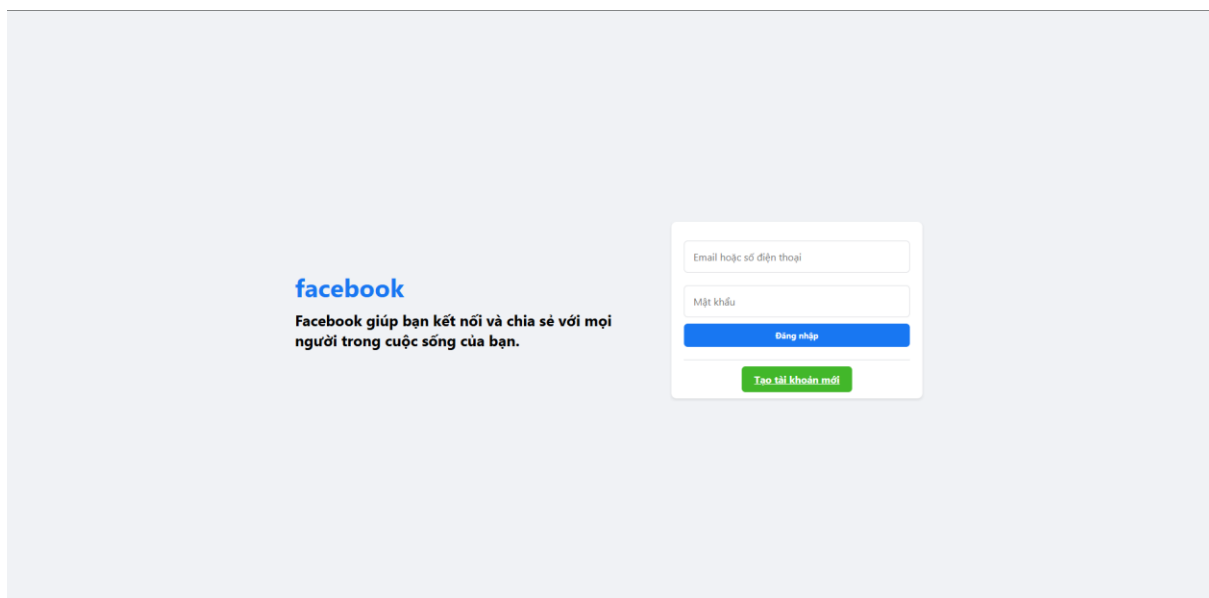 facebook
Facebook giúp bạn kết nối và chia sẻ với mọi
người trong cuộc sống của bạn.
Email hoặc số điện thoại
Mật khẩu
Đăng nhập
Tạo tài khoản mới